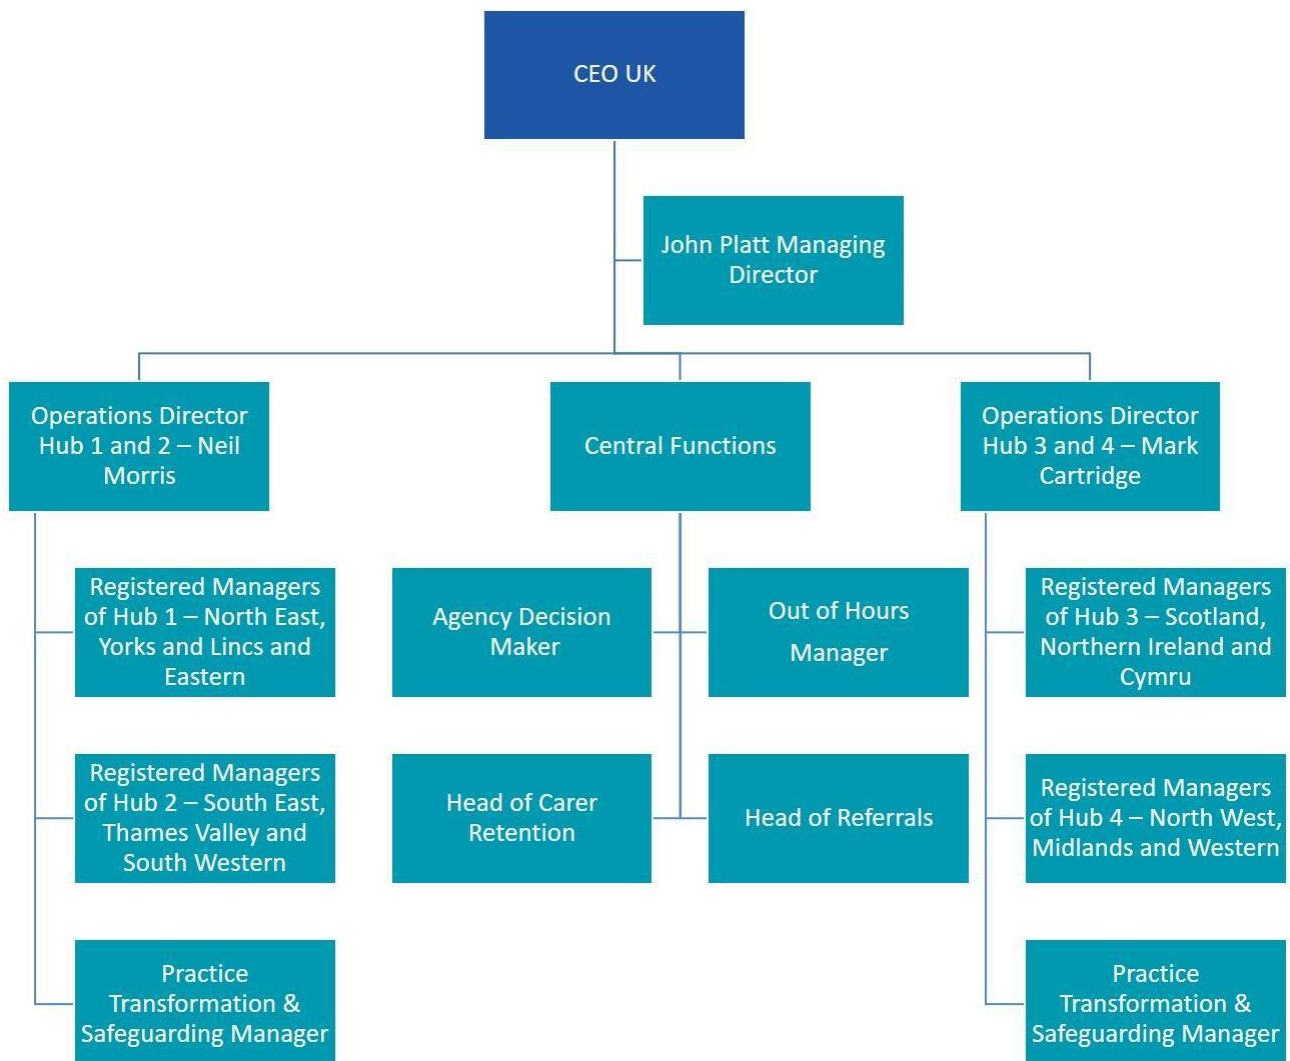 CEO UK
John Platt Managing
Director
Operations Director
Hub 1 and 2 – Neil
Morris
Central Functions
Operations Director
Hub 3 and 4 – Mark
Cartridge
Registered Managers
of Hub 1 – North East,
Yorks and Lincs and
Eastern
Agency Decision
Maker
Out of Hours
Manager
Registered Managers
of Hub 3 – Scotland,
Northern Ireland and
Cymru
Registered Managers
of Hub 2 – South East,
Thames Valley and
South Western
Head of Carer
Retention
Head of Referrals
Registered Managers
of Hub 4 – North West,
Midlands and Western
Practice
Transformation &
Safeguarding Manager
Practice
Transformation &
Safeguarding Manager